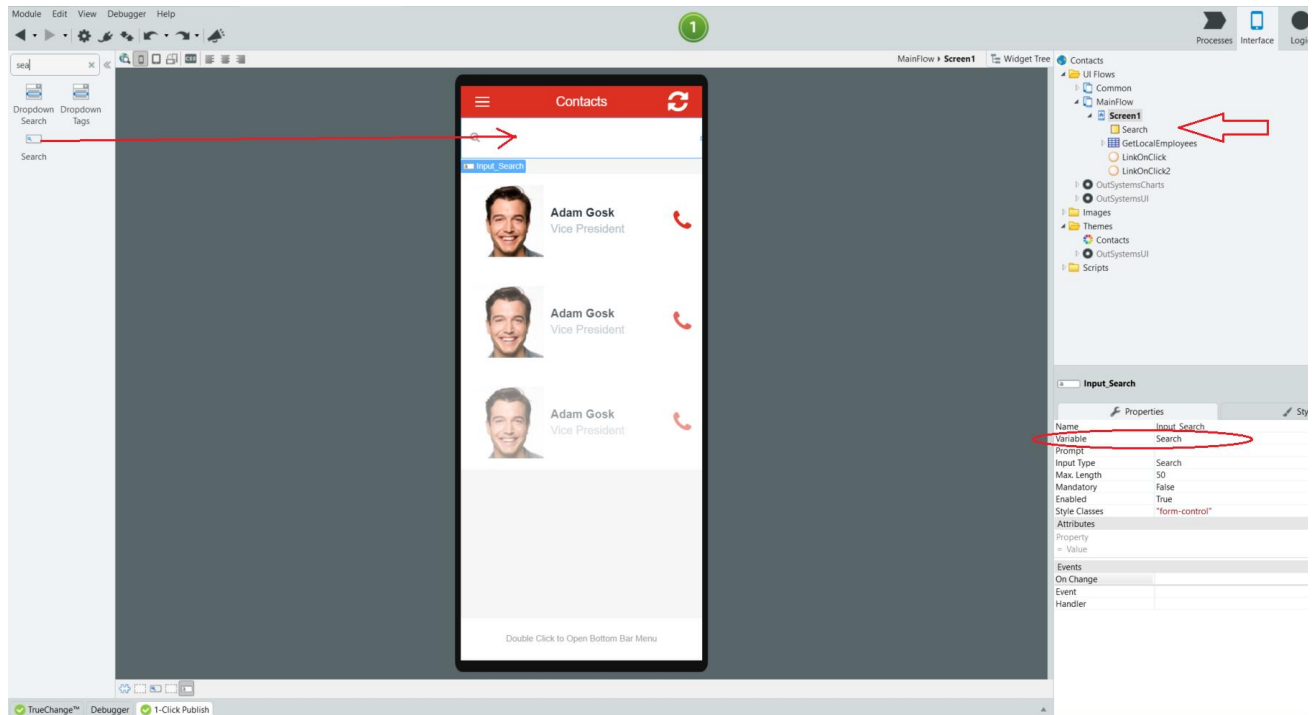 Module Edit View Debugger Help
1
Processes Interface Logic
sea
MainFlow Screen1 Widget Tree
Dropdown Search
Dropdown Tags
Search
Contacts
Input_Search
Adam Gosk
Vice President
Adam Gosk
Vice President
Adam Gosk
Vice President
Double Click to Open Bottom Bar Menu
Contacts
UI Flows
Common
MainFlow
Screen1
Search
GetLocalEmployees
LinkOnClick
LinkOnClick2
OutSystemsCharts
OutSystemsUI
Images
Themes
Contacts
OutSystemsUI
Scripts
Input_Search
Properties Sty
Name Input_Search
Variable Search
Prompt
Input Type Search
Max. Length 50
Mandatory False
Enabled True
Style Classes "form-control"
Attributes
Property
= Value
Events
On Change
Event
Handler
TrueChange™ Debugger 1-Click Publish